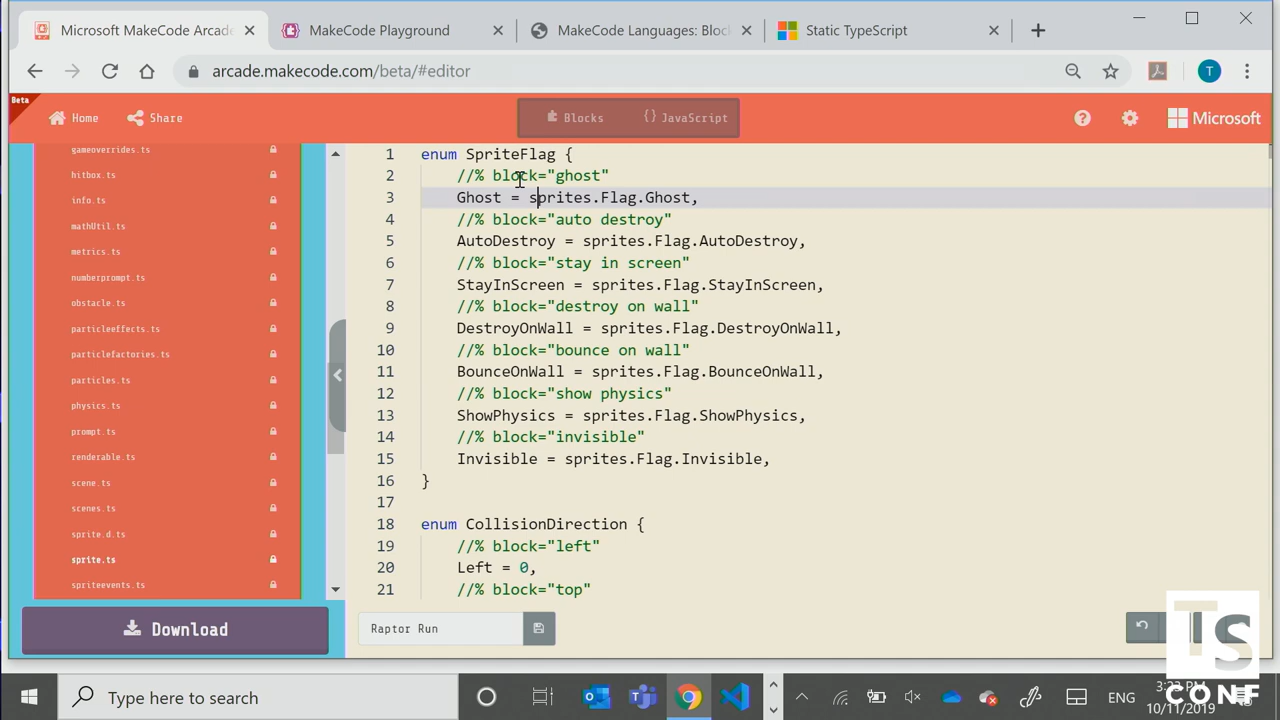 Microsoft MakeCode Arcade
MakeCode Playground
MakeCode Languages: Bloc
Static TypeScript
arcade.makecode.com/beta/#editor
T
Beta
Home
Share
Blocks
{} JavaScript
Microsoft
gameoverrides.ts
hitbox.ts
info.ts
mathUtil.ts
metrics.ts
numberprompt.ts
obstacle.ts
particleeffects.ts
particlefactories.ts
particles.ts
physics.ts
prompt.ts
renderable.ts
scene.ts
scenes.ts
sprite.d.ts
sprite.ts
spriteevents.ts
1 enum SpriteFlag {
2 //% block="ghost"
3 Ghost = sprites.Flag.Ghost,
4 //% block="auto destroy"
5 AutoDestroy = sprites.Flag.AutoDestroy,
6 //% block="stay in screen"
7 StayInScreen = sprites.Flag.StayInScreen,
8 //% block="destroy on wall"
9 DestroyOnWall = sprites.Flag.DestroyOnWall,
10 //% block="bounce on wall"
11 BounceOnWall = sprites.Flag.BounceOnWall,
12 //% block="show physics"
13 ShowPhysics = sprites.Flag.ShowPhysics,
14 //% block="invisible"
15 Invisible = sprites.Flag.Invisible,
16 }
17
18 enum CollisionDirection {
19 //% block="left"
20 Left = 0,
21 //% block="top"
Download
Raptor Run
TS
CONF
Type here to search
ENG
10/11/2019